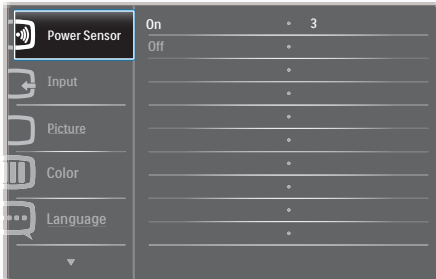 Power Sensor
On 3
Off
Input
Picture
Color
Language